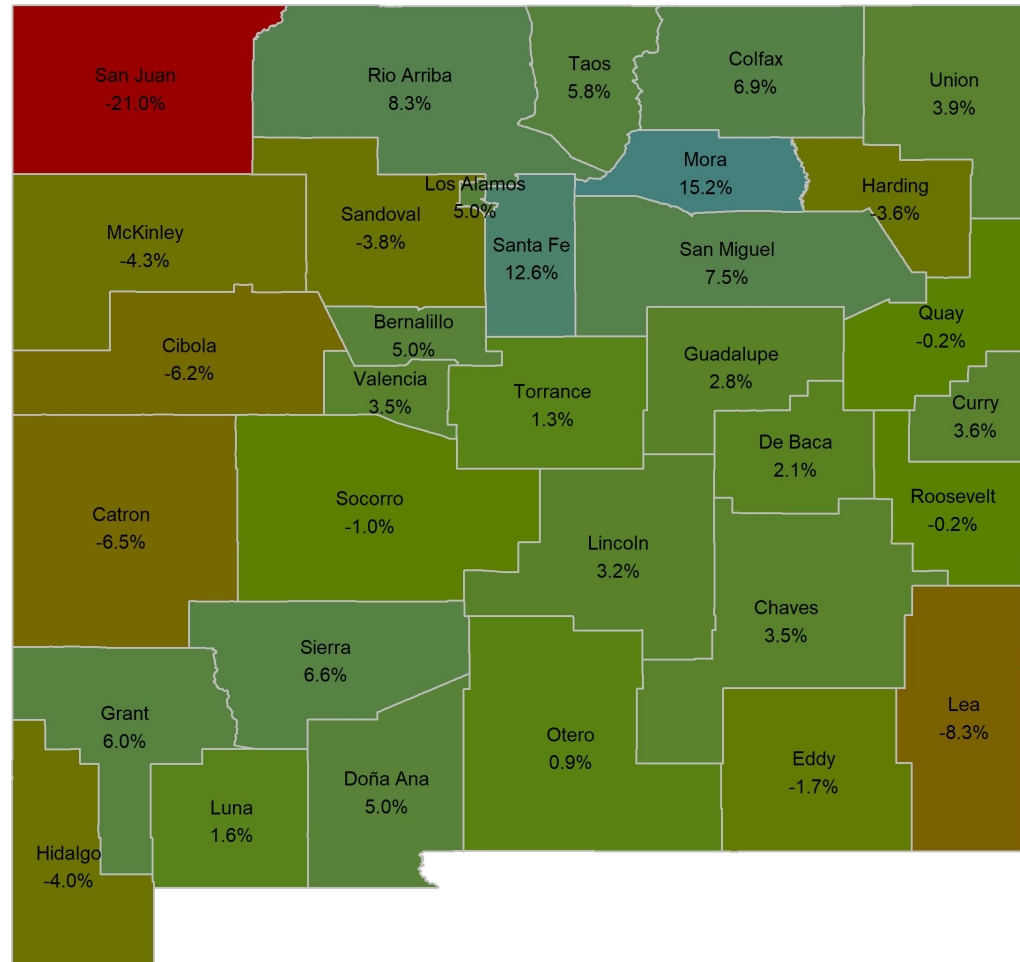 San Juan
-21.0%
Rio Arriba
8.3%
Taos
5.8%
Colfax
6.9%
Union
3.9%
Mora
15.2%
Harding
-3.6%
Los Alamos
5.0%
Sandoval
-3.8%
McKinley
-4.3%
Santa Fe
12.6%
San Miguel
7.5%
Quay
-0.2%
Bernalillo
5.0%
Cibola
-6.2%
Guadalupe
2.8%
Valencia
3.5%
Torrance
1.3%
Curry
3.6%
De Baca
2.1%
Roosevelt
-0.2%
Socorro
-1.0%
Catron
-6.5%
Lincoln
3.2%
Chaves
3.5%
Sierra
6.6%
Grant
6.0%
Lea
-8.3%
Otero
0.9%
Eddy
-1.7%
Doña Ana
5.0%
Luna
1.6%
Hidalgo
-4.0%